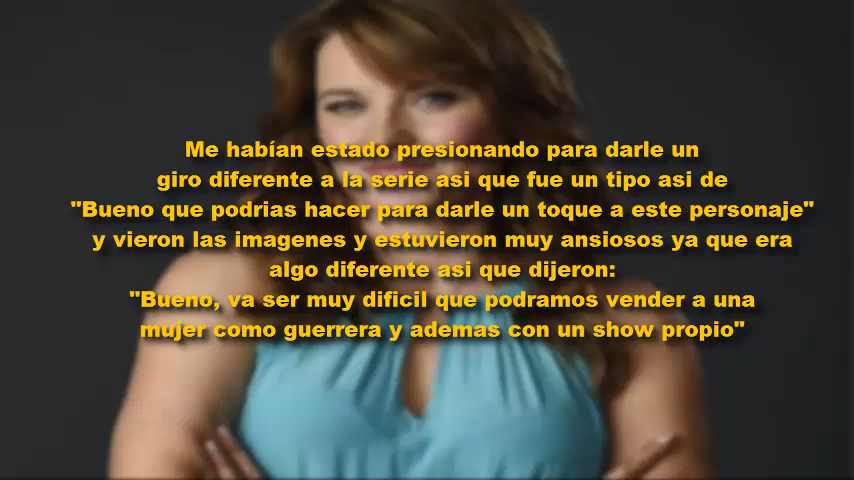 Me habían estado presionando para darle un
giro diferente a la serie asi que fue un tipo asi de
"Bueno que podrias hacer para darle un toque a este personaje"
y vieron las imagenes y estuvieron muy ansiosos ya que era
algo diferente asi que dijeron:
"Bueno, va ser muy dificil que podramos vender a una
mujer como guerrera y ademas con un show propio"